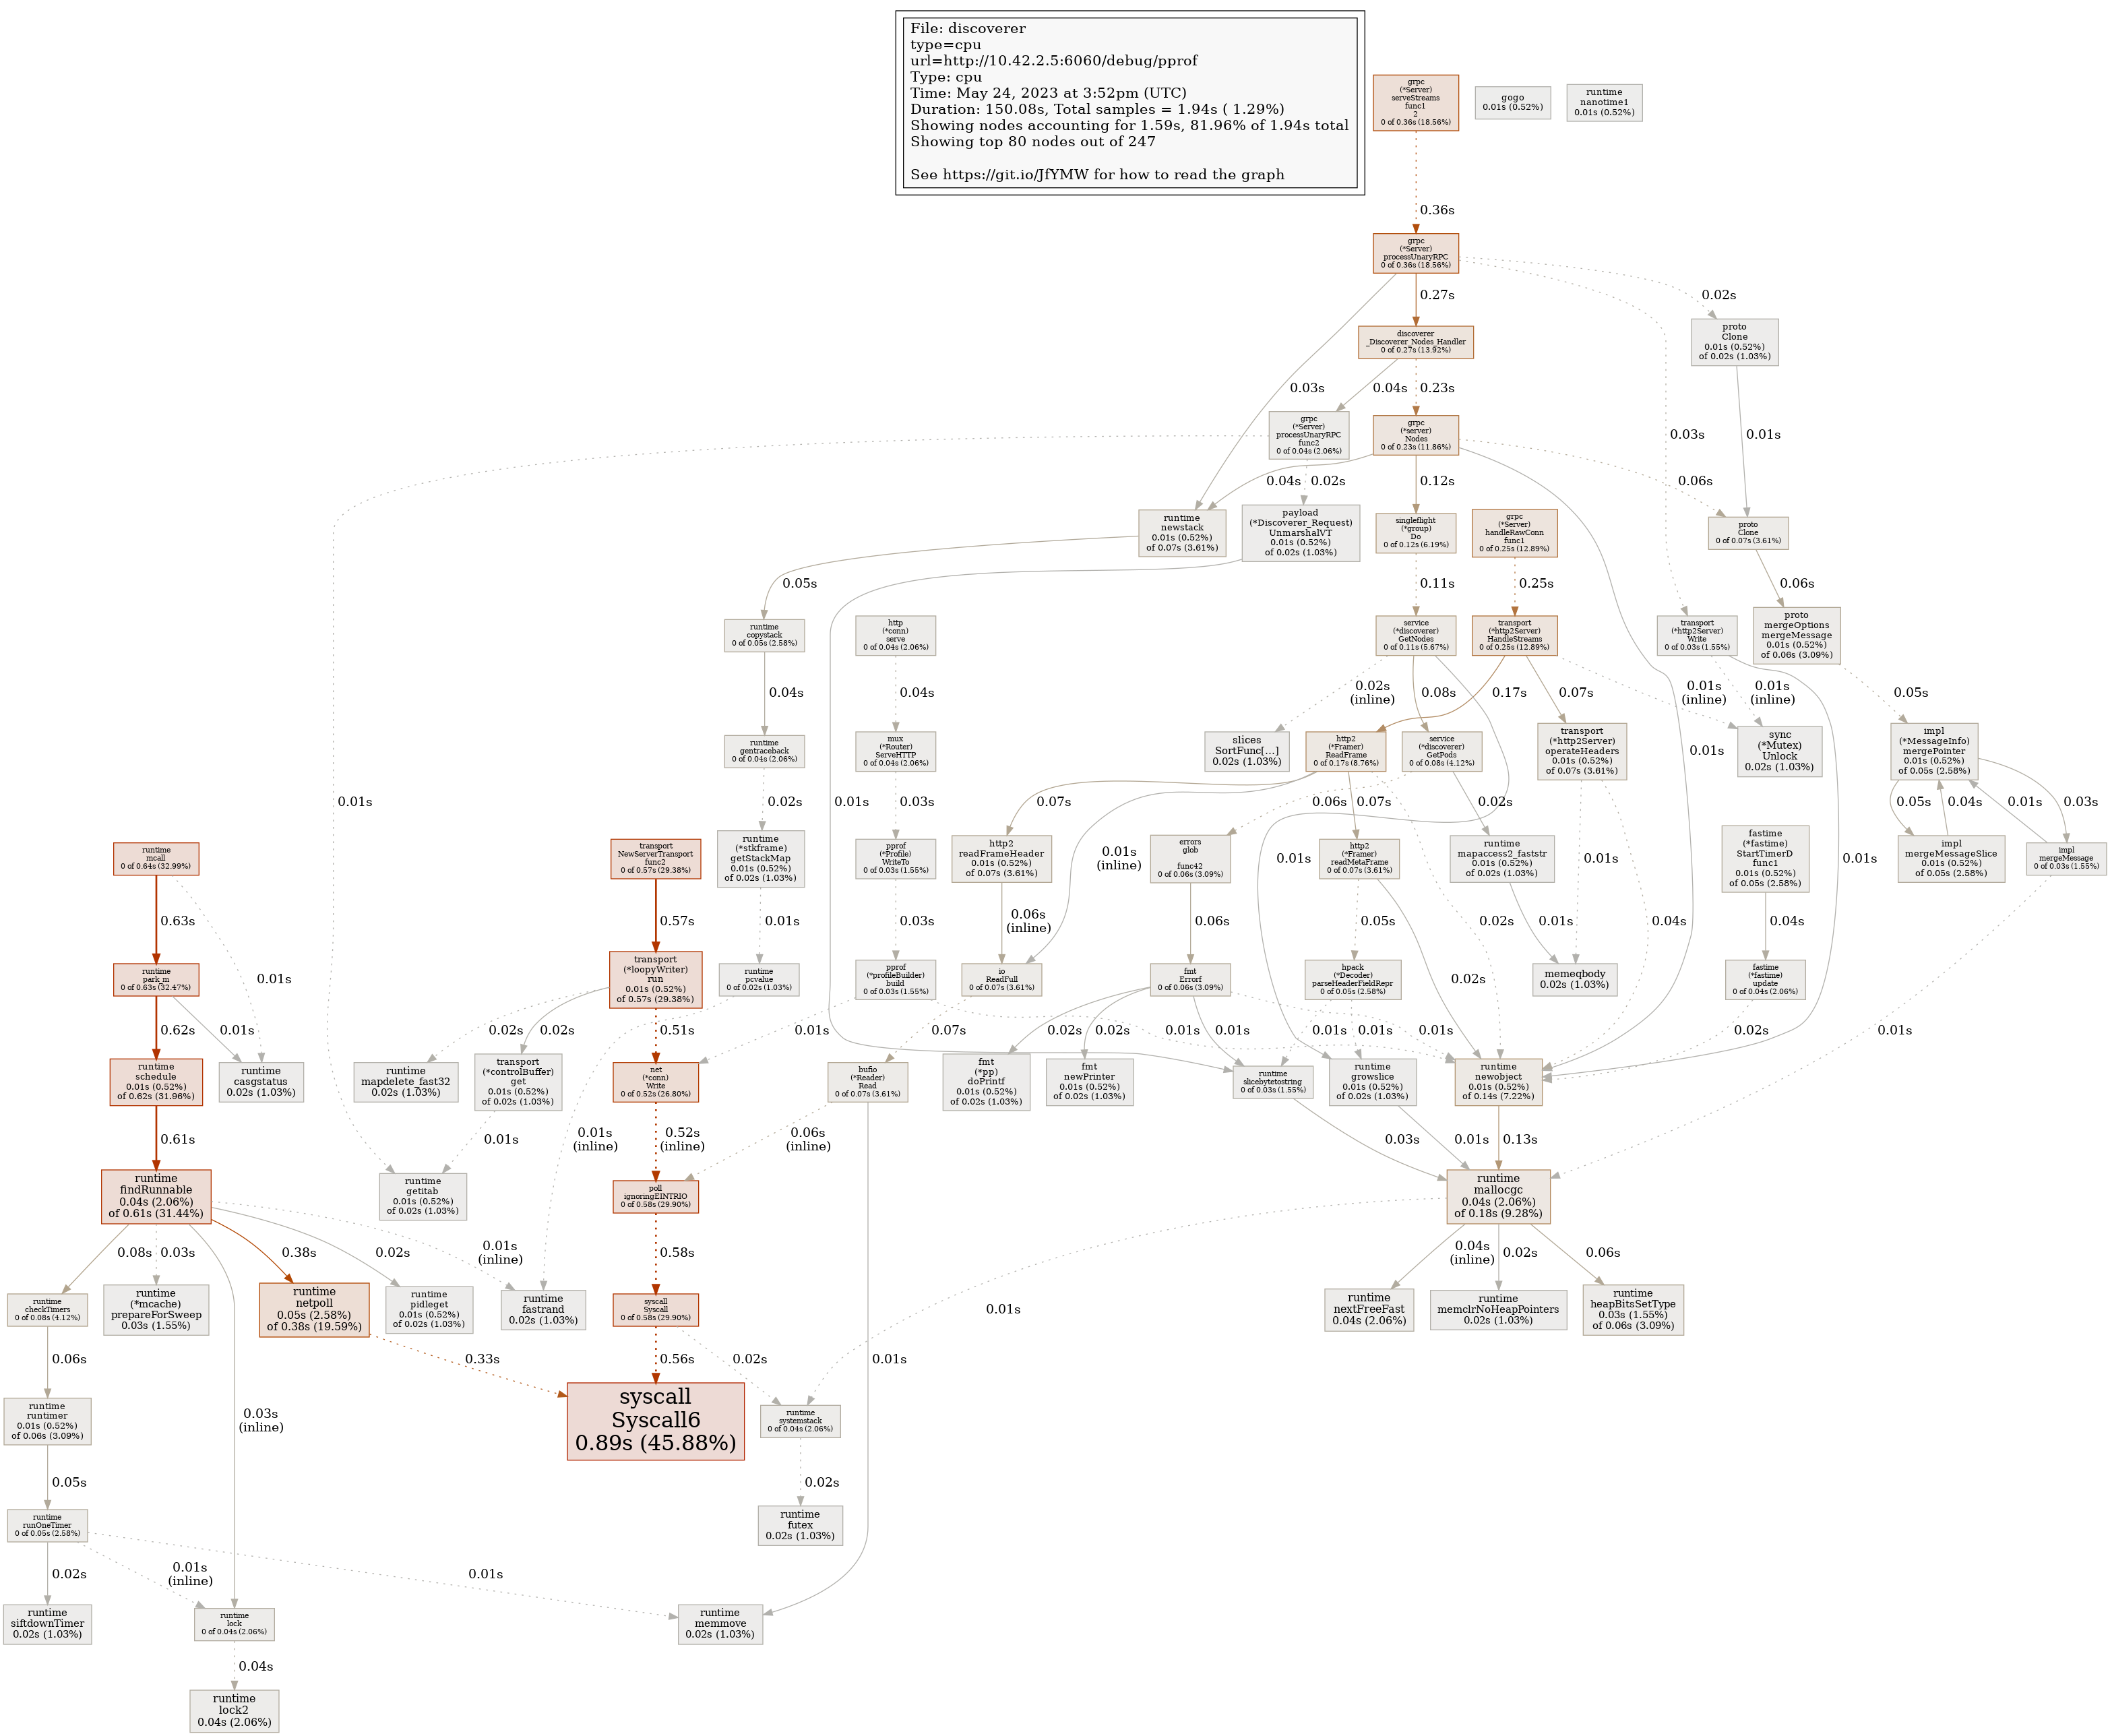 File: discoverer
type=cpu
url=http://10.42.2.5:6060/debug/pprof
Type: cpu
Time: May 24, 2023 at 3:52pm (UTC)
Duration: 150.08s, Total samples = 1.94s ( 1.29%)
Showing nodes accounting for 1.59s, 81.96% of 1.94s total
Showing top 80 nodes out of 247
See https://git.io/JfYMW for how to read the graph
grpc
(*Server)
serveStreams
func1
2
0 of 0.36s (18.56%)
gogo
0.01s (0.52%)
runtime
nanotime1
0.01s (0.52%)
0.36s
grpc
(*Server)
processUnaryRPC
0 of 0.36s (18.56%)
0.27s
0.02s
discoverer
_Discoverer_Nodes_Handler
0 of 0.27s (13.92%)
proto
Clone
0.01s (0.52%)
of 0.02s (1.03%)
0.03s
0.04s
0.23s
grpc
(*Server)
processUnaryRPC
func2
0 of 0.04s (2.06%)
grpc
(*server)
Nodes
0 of 0.23s (11.86%)
0.03s
0.01s
0.04s
0.02s
0.12s
0.06s
runtime
newstack
0.01s (0.52%)
of 0.07s (3.61%)
payload
(*Discoverer_Request)
UnmarshalVT
0.01s (0.52%)
of 0.02s (1.03%)
singleflight
(*group)
Do
0 of 0.12s (6.19%)
grpc
(*Server)
handleRawConn
func1
0 of 0.25s (12.89%)
proto
Clone
0 of 0.07s (3.61%)
0.05s
0.11s
0.25s
0.06s
runtime
copystack
0 of 0.05s (2.58%)
http
(*conn)
serve
0 of 0.04s (2.06%)
service
(*discoverer)
GetNodes
0 of 0.11s (5.67%)
transport
(*http2Server)
HandleStreams
0 of 0.25s (12.89%)
transport
(*http2Server)
Write
0 of 0.03s (1.55%)
proto
mergeOptions
mergeMessage
0.01s (0.52%)
of 0.06s (3.09%)
0.04s
0.04s
0.02s
(inline)
0.08s
0.17s
0.07s
0.01s
(inline)
0.01s
(inline)
0.05s
runtime
gentraceback
0 of 0.04s (2.06%)
mux
(*Router)
ServeHTTP
0 of 0.04s (2.06%)
slices
SortFunc[...]
0.02s (1.03%)
http2
(*Framer)
ReadFrame
0 of 0.17s (8.76%)
service
(*discoverer)
GetPods
0 of 0.08s (4.12%)
transport
(*http2Server)
operateHeaders
0.01s (0.52%)
of 0.07s (3.61%)
0.01s
sync
(*Mutex)
Unlock
0.02s (1.03%)
impl
(*MessageInfo)
mergePointer
0.01s (0.52%)
of 0.05s (2.58%)
0.01s
0.02s
0.03s
0.01s
0.07s
0.06s
0.07s
0.02s
0.05s
0.04s
0.01s
0.03s
runtime
mcall
0 of 0.64s (32.99%)
transport
NewServerTransport
func2
0 of 0.57s (29.38%)
runtime
(*stkframe)
getStackMap
0.01s (0.52%)
of 0.02s (1.03%)
pprof
(*Profile)
WriteTo
0 of 0.03s (1.55%)
http2
readFrameHeader
0.01s (0.52%)
of 0.07s (3.61%)
0.01s
(inline)
errors
glob
func42
0 of 0.06s (3.09%)
0.01s
http2
(*Framer)
readMetaFrame
0 of 0.07s (3.61%)
runtime
mapaccess2_faststr
0.01s (0.52%)
of 0.02s (1.03%)
0.01s
fastime
(*fastime)
StartTimerD
func1
0.01s (0.52%)
of 0.05s (2.58%)
0.01s
impl
mergeMessageSlice
0.01s (0.52%)
of 0.05s (2.58%)
impl
mergeMessage
0 of 0.03s (1.55%)
0.63s
0.57s
0.01s
0.03s
0.06s
(inline)
0.06s
0.05s
0.02s
0.01s
0.04s
0.04s
0.01s
runtime
park_m
0 of 0.63s (32.47%)
transport
(*loopyWriter)
run
0.01s (0.52%)
of 0.57s (29.38%)
runtime
pcvalue
0 of 0.02s (1.03%)
pprof
(*profileBuilder)
build
0 of 0.03s (1.55%)
io
ReadFull
0 of 0.07s (3.61%)
fmt
Errorf
0 of 0.06s (3.09%)
hpack
(*Decoder)
parseHeaderFieldRepr
0 of 0.05s (2.58%)
0.02s
memeqbody
0.02s (1.03%)
fastime
(*fastime)
update
0 of 0.04s (2.06%)
0.62s
0.01s
0.02s
0.02s
0.51s
0.01s
0.07s
0.02s
0.02s
0.01s
0.01s
0.01s
0.01s
0.01s
0.02s
0.01s
runtime
schedule
0.01s (0.52%)
of 0.62s (31.96%)
runtime
casgstatus
0.02s (1.03%)
runtime
mapdelete_fast32
0.02s (1.03%)
transport
(*controlBuffer)
get
0.01s (0.52%)
of 0.02s (1.03%)
net
(*conn)
Write
0 of 0.52s (26.80%)
bufio
(*Reader)
Read
0 of 0.07s (3.61%)
fmt
(*pp)
doPrintf
0.01s (0.52%)
of 0.02s (1.03%)
fmt
newPrinter
0.01s (0.52%)
of 0.02s (1.03%)
runtime
slicebytetostring
0 of 0.03s (1.55%)
runtime
growslice
0.01s (0.52%)
of 0.02s (1.03%)
runtime
newobject
0.01s (0.52%)
of 0.14s (7.22%)
0.61s
0.01s
0.01s
(inline)
0.52s
(inline)
0.06s
(inline)
0.03s
0.01s
0.13s
runtime
findRunnable
0.04s (2.06%)
of 0.61s (31.44%)
runtime
getitab
0.01s (0.52%)
of 0.02s (1.03%)
poll
ignoringEINTRIO
0 of 0.58s (29.90%)
runtime
mallocgc
0.04s (2.06%)
of 0.18s (9.28%)
0.08s
0.03s
0.38s
0.02s
0.01s
(inline)
0.58s
0.04s
(inline)
0.02s
0.06s
runtime
checkTimers
0 of 0.08s (4.12%)
runtime
(*mcache)
prepareForSweep
0.03s (1.55%)
runtime
netpoll
0.05s (2.58%)
of 0.38s (19.59%)
runtime
pidleget
0.01s (0.52%)
of 0.02s (1.03%)
runtime
fastrand
0.02s (1.03%)
syscall
Syscall
0 of 0.58s (29.90%)
0.01s
runtime
nextFreeFast
0.04s (2.06%)
runtime
memclrNoHeapPointers
0.02s (1.03%)
runtime
heapBitsSetType
0.03s (1.55%)
of 0.06s (3.09%)
0.06s
0.33s
0.56s
0.02s
0.01s
runtime
runtimer
0.01s (0.52%)
of 0.06s (3.09%)
0.03s
(inline)
syscall
Syscall6
0.89s (45.88%)
runtime
systemstack
0 of 0.04s (2.06%)
0.05s
0.02s
runtime
runOneTimer
0 of 0.05s (2.58%)
runtime
futex
0.02s (1.03%)
0.02s
0.01s
(inline)
0.01s
runtime
siftdownTimer
0.02s (1.03%)
runtime
lock
0 of 0.04s (2.06%)
runtime
memmove
0.02s (1.03%)
0.04s
runtime
lock2
0.04s (2.06%)